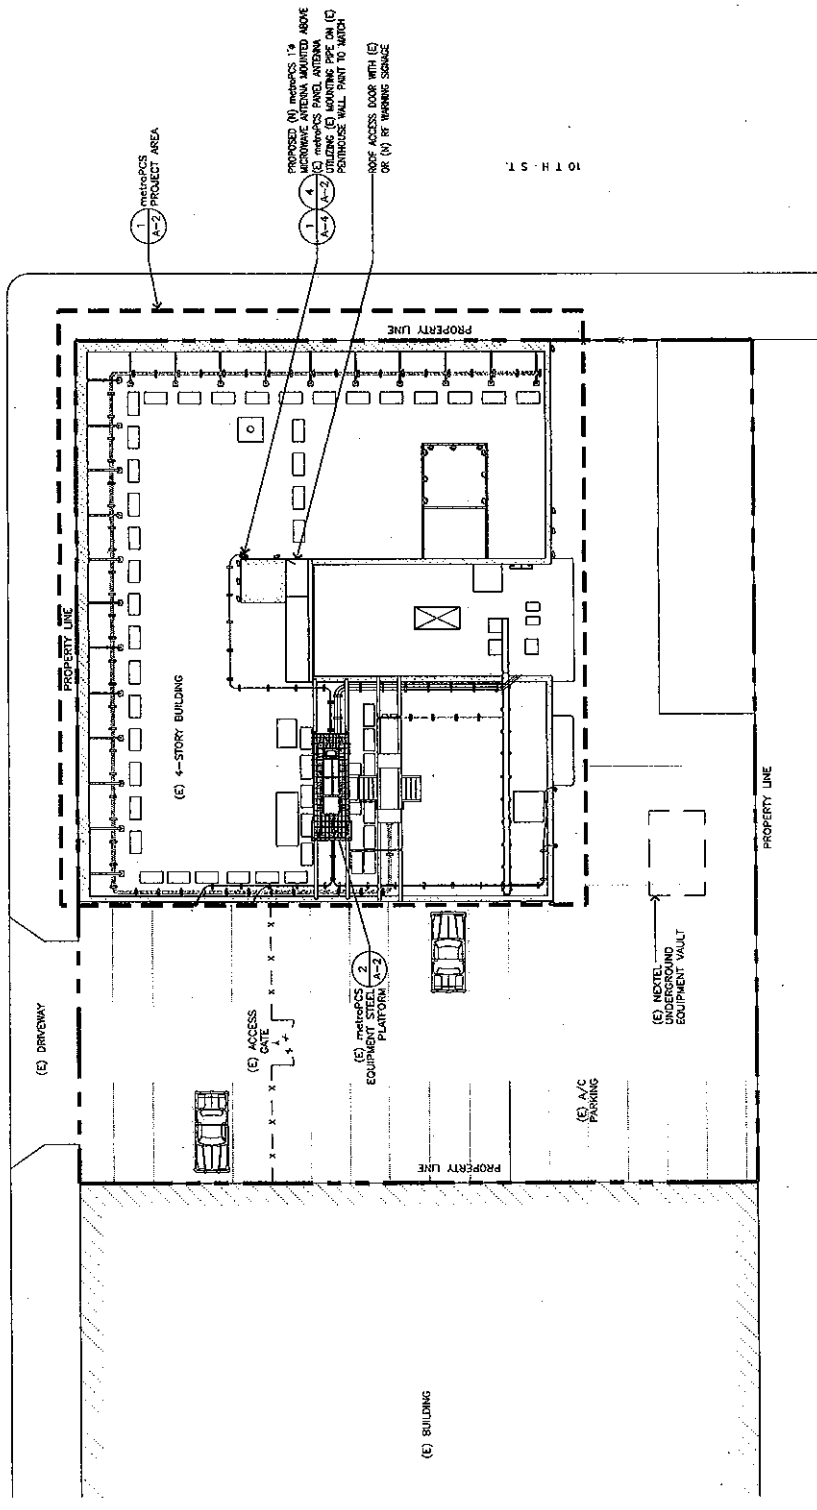 1
A-2
metroPCS
PROJECT AREA
1
A-4
4
A-2
PROPOSED (N) metroPCS 1'Φ
MICROWAVE ANTENNA MOUNTED ABOVE
(E) metroPCS PANEL ANTENNA
UTILIZING (E) MOUNTING PIPE ON (E)
PENTHOUSE WALL. PAINT TO MATCH
ROOF ACCESS DOOR WITH (E)
OR (N) RF WARNING SIGNAGE
10 TH. ST.
PROPERTY LINE
PROPERTY LINE
(E) 4-STORY BUILDING
PROPERTY LINE
(E) DRIVEWAY
(E) ACCESS
GATE
2
A-2
(E) metroPCS
EQUIPMENT STEEL
PLATFORM
(E) NEXTEL
UNDERGROUND
EQUIPMENT VAULT
(E) A/C
PARKING
PROPERTY LINE
(E) BUILDING